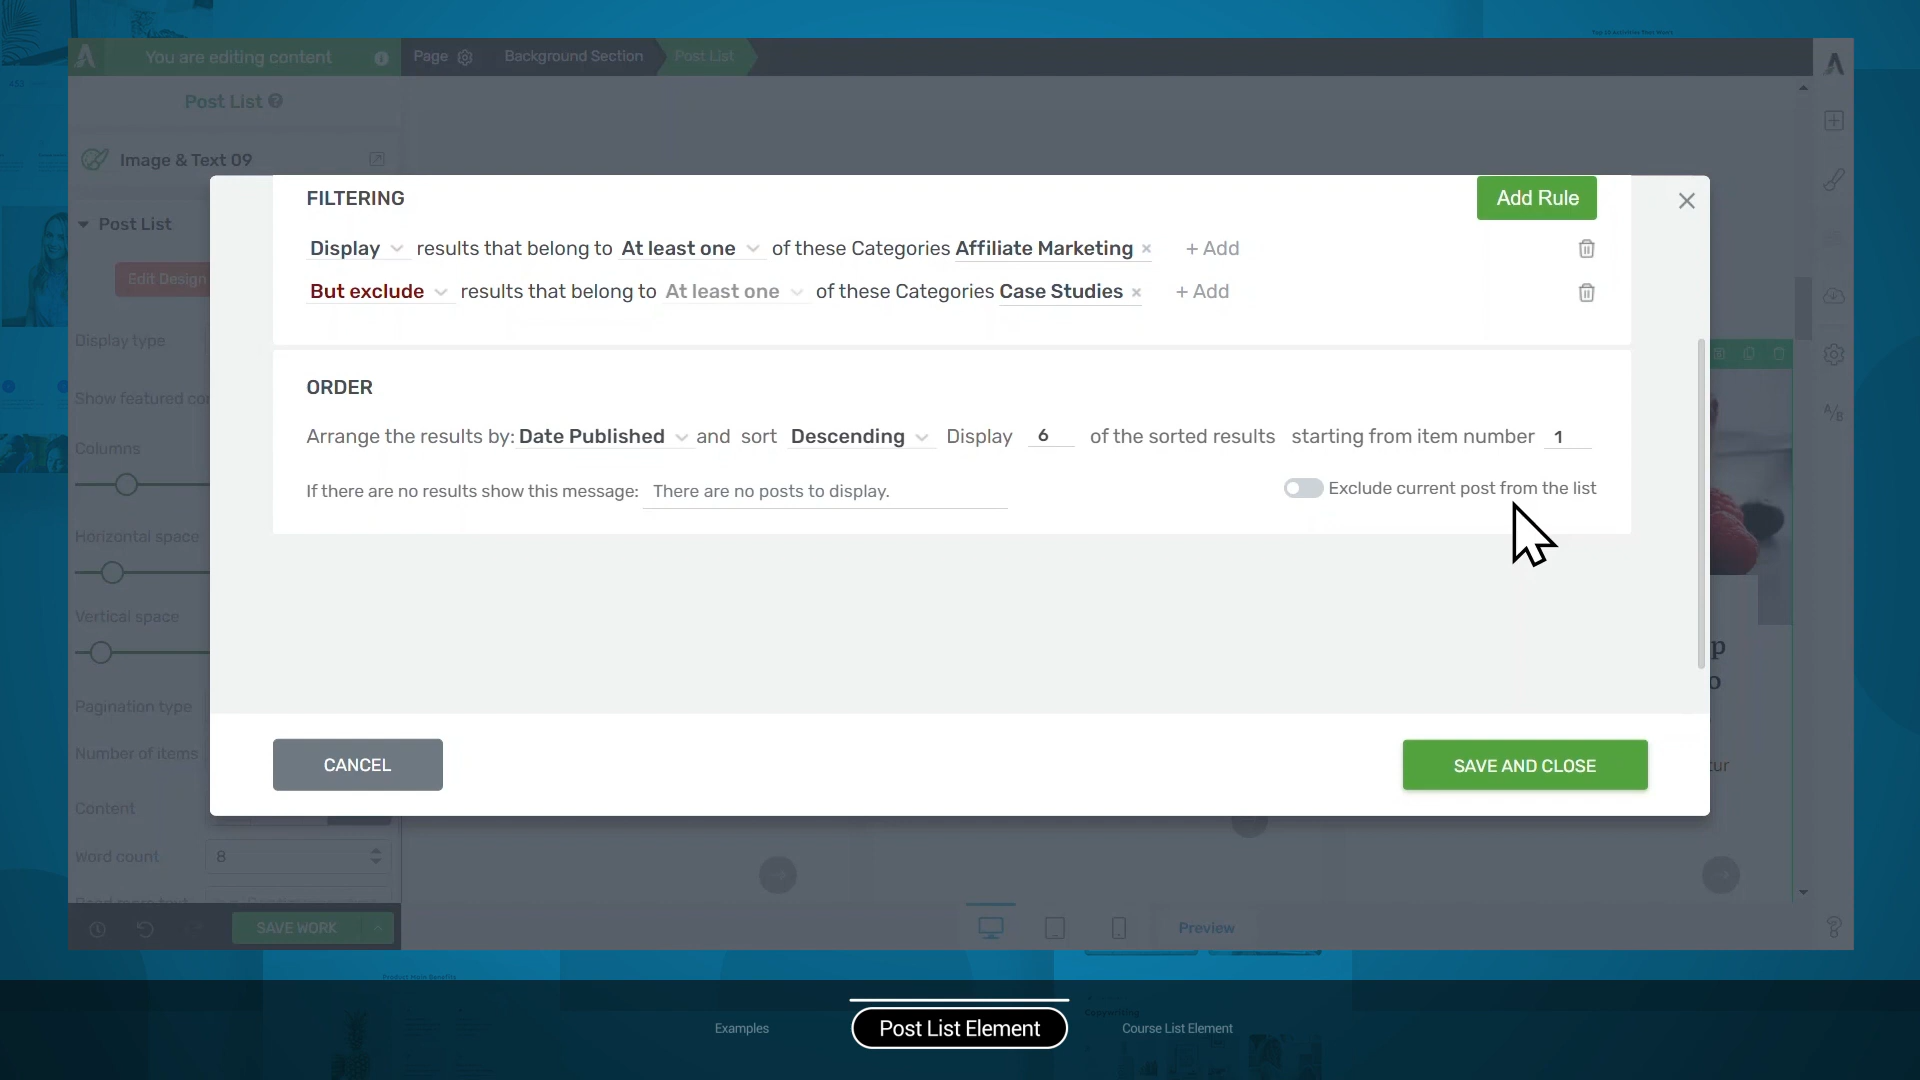 You are editing content
Page
Background Section
Post List
Post List
Image & Text 09
Post List
Edit Design
Display type
Show featured
Columns
Horizontal space
Vertical space
Pagination type
Number of items
Content
Word count 8
SAVE WORK
FILTERING
Add Rule
Display results that belong to At least one of these Categories Affiliate Marketing × + Add
But exclude results that belong to At least one of these Categories Case Studies × + Add
ORDER
Arrange the results by: Date Published and sort Descending Display 6 of the sorted results starting from item number 1
If there are no results show this message: There are no posts to display.
Exclude current post from the list
CANCEL
SAVE AND CLOSE
A/B
Preview
Product Main Benefits
Copywriting
Examples
Post List Element
Course List Element